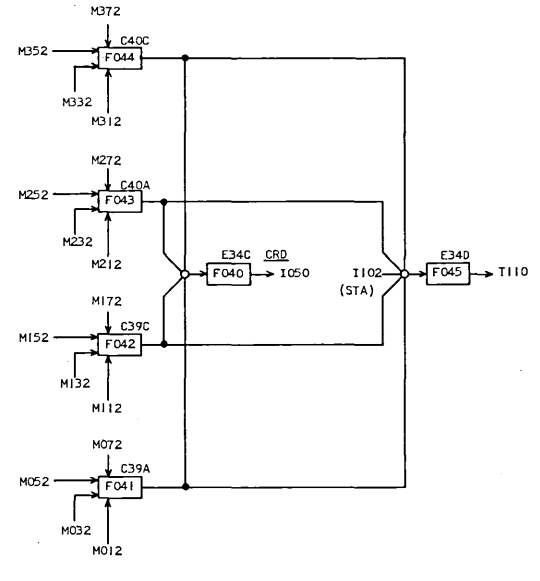 M372
C40C
M352
F044
M332
M312
M272
C40A
M252
F043
M232
M212
E34C CRD
F040 I050
I102
(STA)
E34D
F045 T110
M172
C39C
M152
F042
M132
M112
M072
C39A
M052
F041
M032
M012